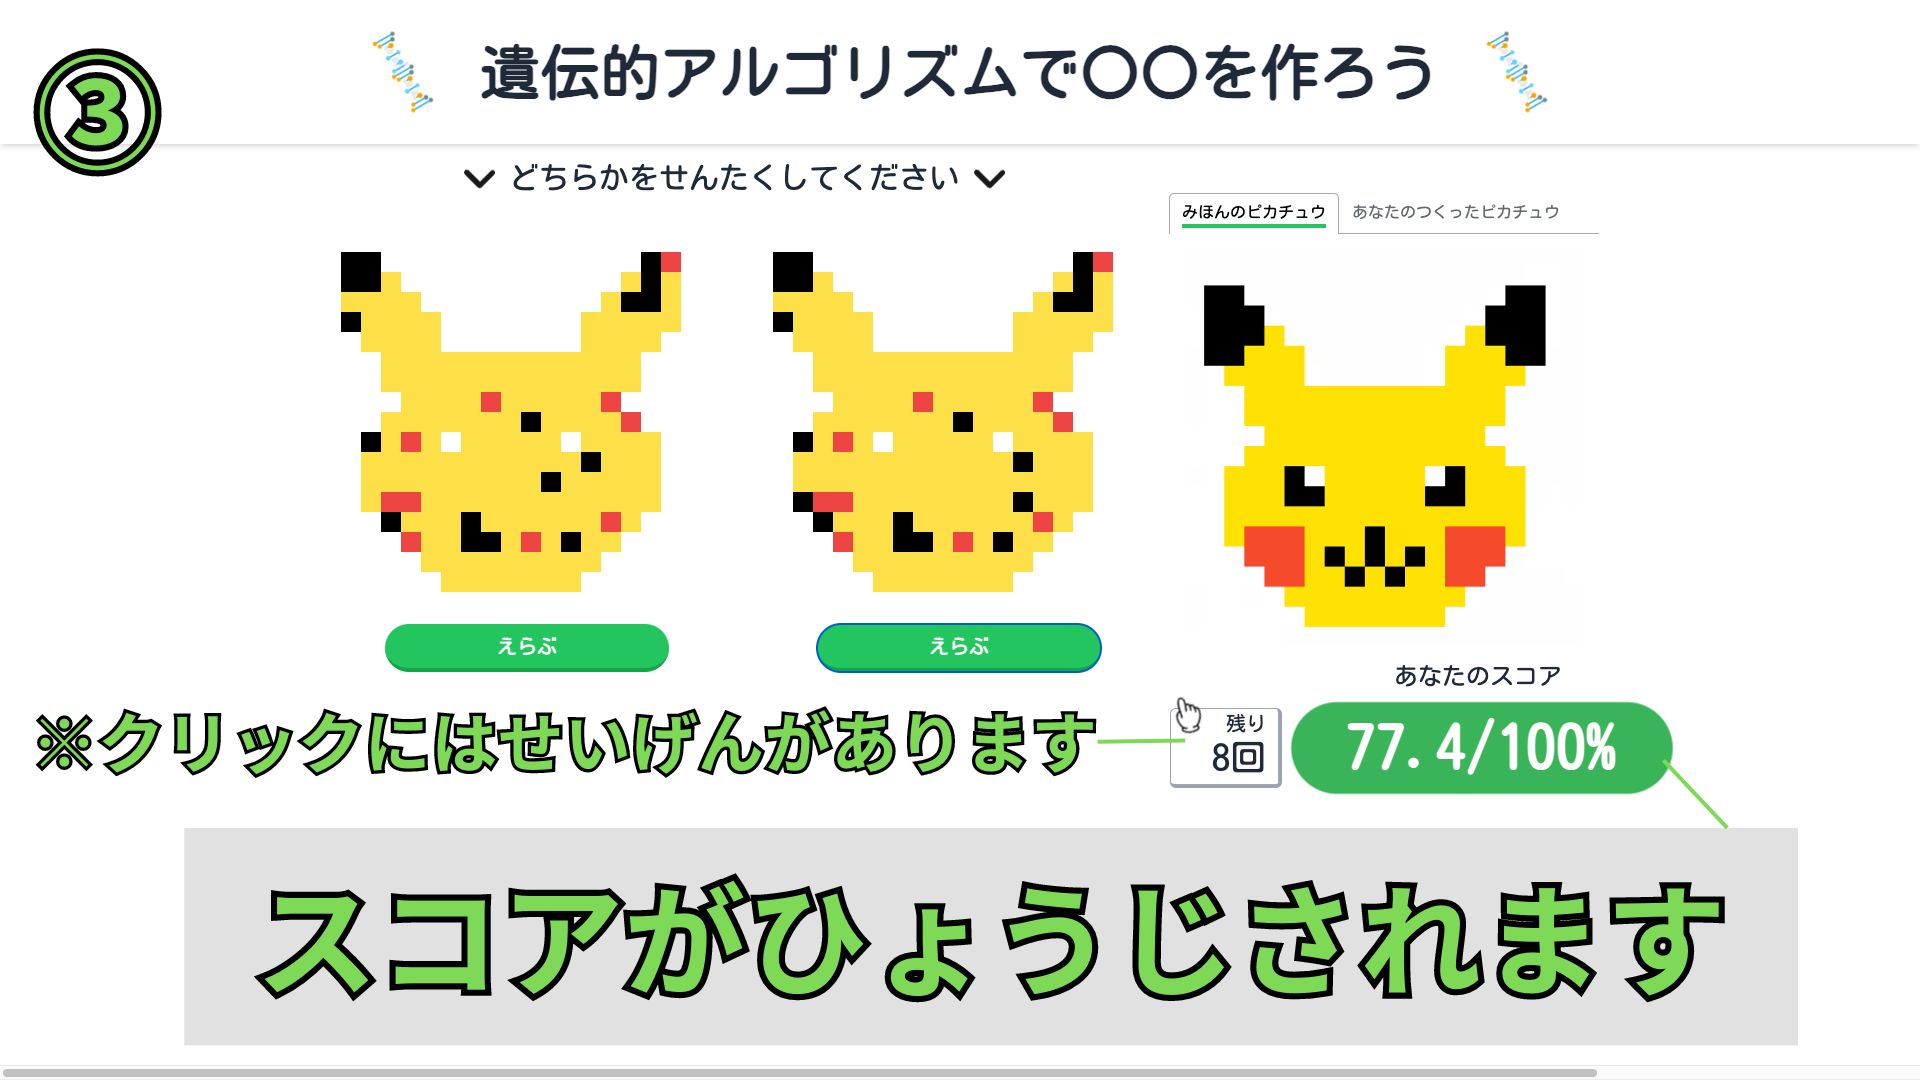 ③
遺伝的アルゴリズムで〇〇を作ろう
どちらかをせんたくしてください
みほんのピカチュウ あなたのつくったピカチュウ
えらぶ えらぶ
あなたのスコア
※クリックにはせいげんがあります
残り
8回
77.4/100%
スコアがひょうじされます